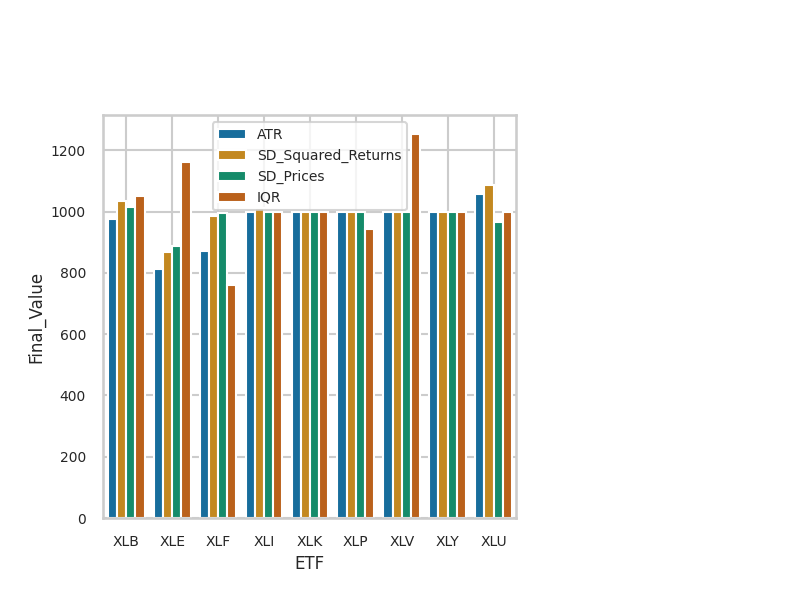 ATR
SD_Squared_Returns
SD_Prices
IQR
1200
1000
800
600
400
200
0
Final_Value
XLB XLE XLF XLI XLK XLP XLV XLY XLU
ETF